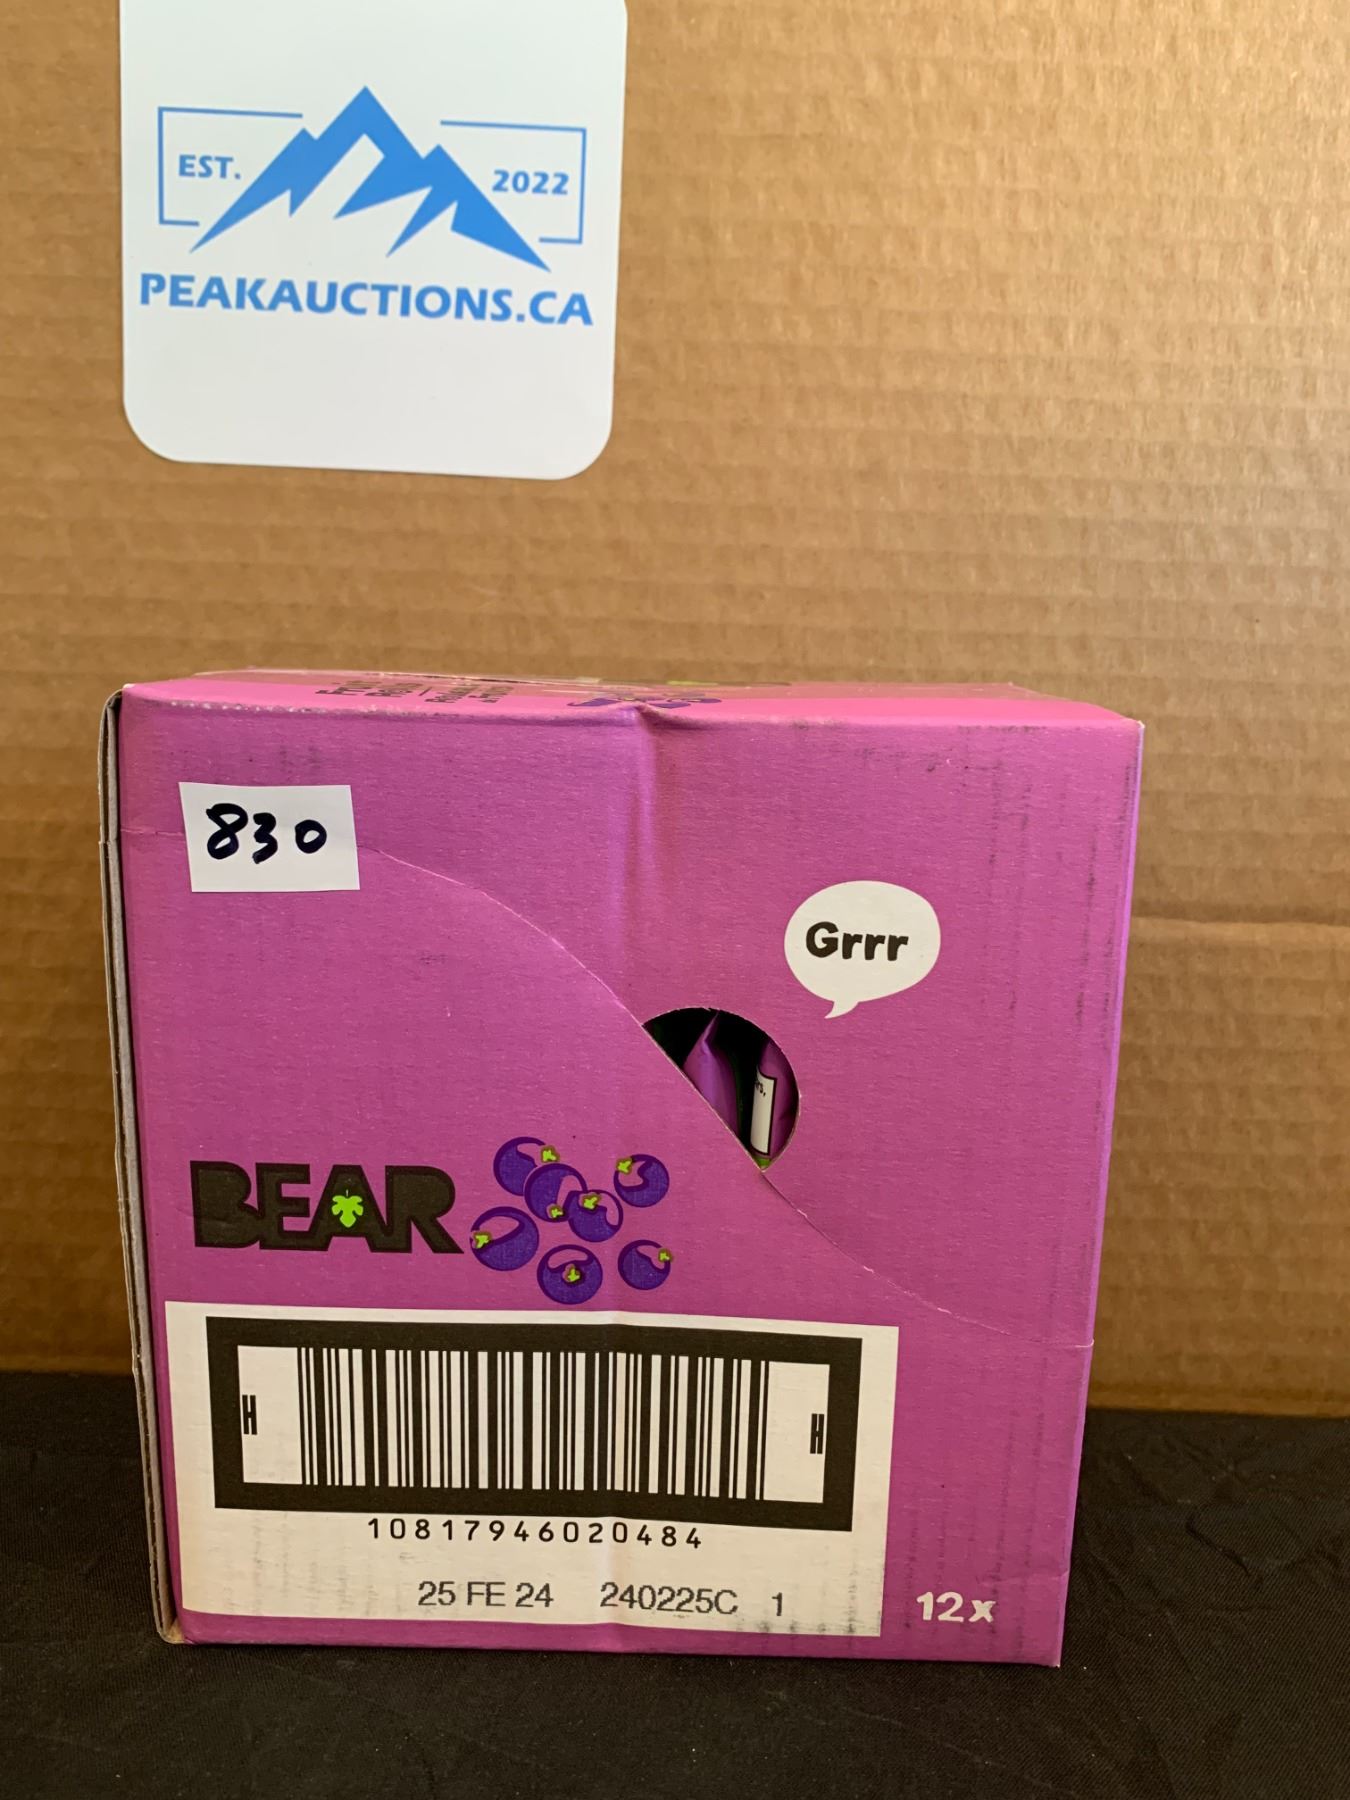 EST. 2022
PEAKAUCTIONS.CA
830
Grrr
BEAR
H H
10817946020484
25 FE 24 240225C 1
12x